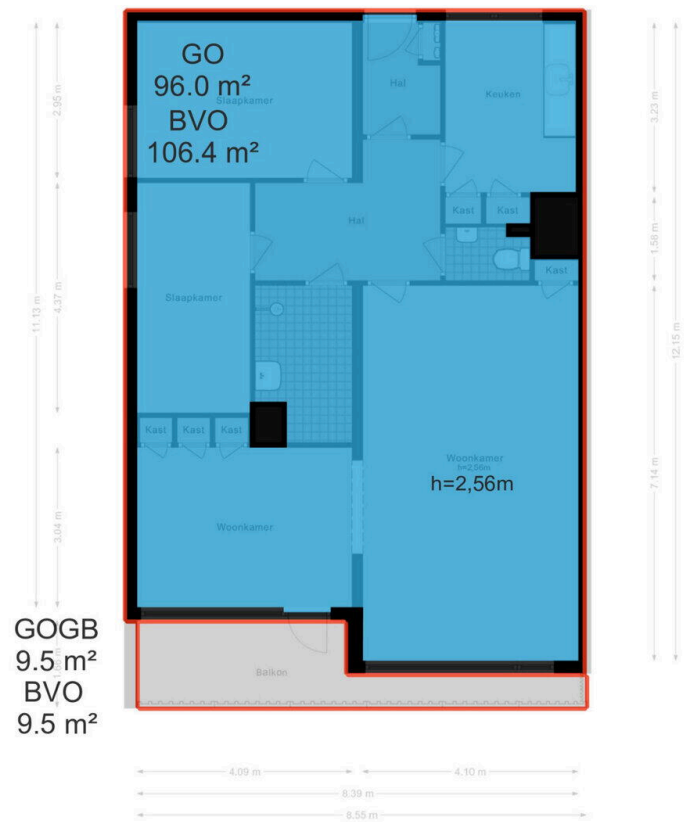 GO
96.0 m²
BVO
106.4 m²
Slaapkamer
Hal
Keuken
2.95 m
3.23 m
Hal
Kast
Kast
1.58 m
Kast
11.13 m
4.37 m
Slaapkamer
12.15 m
Kast
Kast
Kast
Woonkamer
h=2,56m
h=2,56m
7.14 m
Woonkamer
3.04 m
GOGB
9.5 m²
BVO
9.5 m²
Balkon
4.09 m
4.10 m
8.39 m
8.55 m